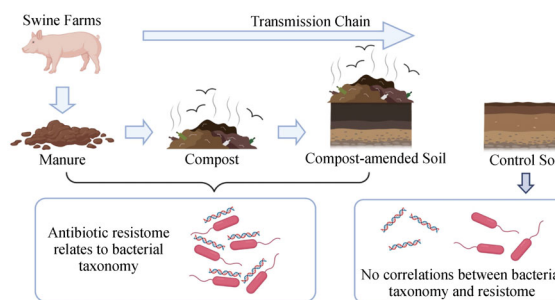 Swine Farms
Transmission Chain
Manure
Compost
Compost-amended Soil
Control So
Antibiotic resistome
relates to bacterial
taxonomy
No correlations between bacteria
taxonomy and resistome